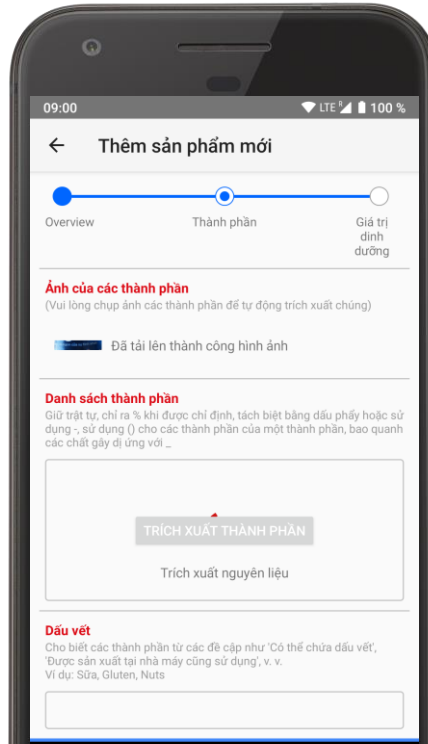 09:00 LTE R 100 %
Thêm sản phẩm mới
Overview Thành phần Giá trị
dinh
dưỡng
Ảnh của các thành phần
(Vui lòng chụp ảnh các thành phần để tự động trích xuất chúng)
Đã tải lên thành công hình ảnh
Danh sách thành phần
Giữ trật tự, chỉ ra % khi được chỉ định, tách biệt bằng dấu phẩy hoặc sử
dụng -, sử dụng () cho các thành phần của một thành phần, bao quanh
các chất gây dị ứng với _
TRÍCH XUẤT THÀNH PHẦN
Trích xuất nguyên liệu
Dấu vết
Cho biết các thành phần từ các đề cập như 'Có thể chứa dấu vết',
'Được sản xuất tại nhà máy cũng sử dụng', v. v.
Ví dụ: Sữa, Gluten, Nuts